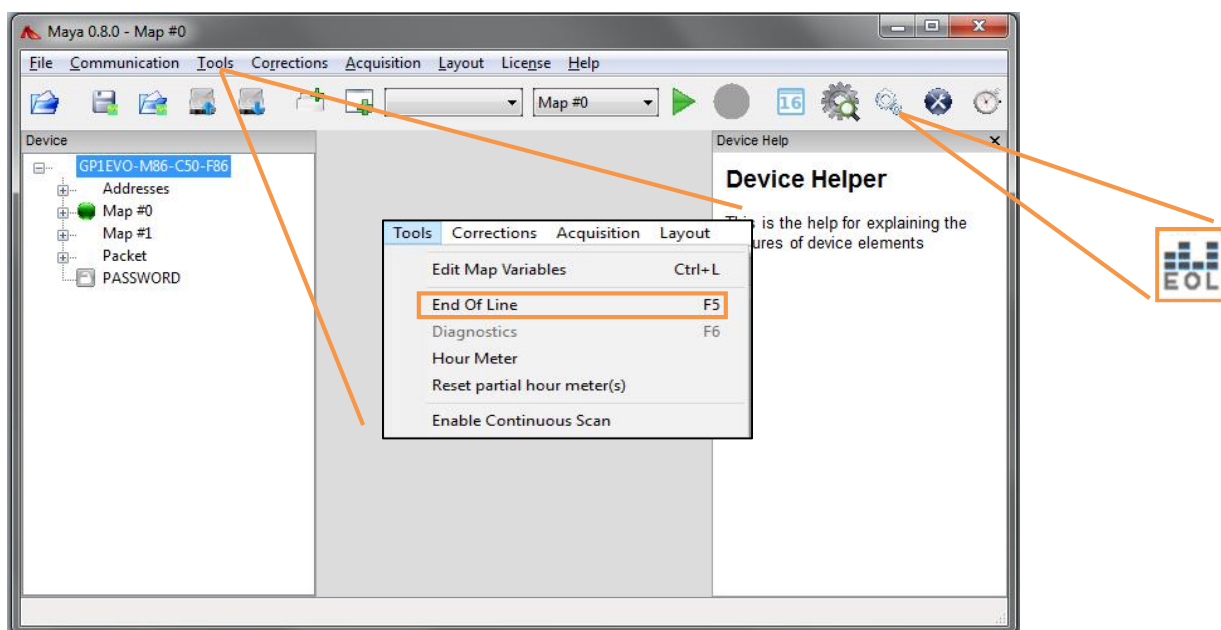 Maya 0.8.0 - Map #0
File Communication Tools Corrections Acquisition Layout License Help
Map #0
16
Device
Device Help
GP1EVO-M86-C50-F86
Addresses
Map #0
Map #1
Packet
PASSWORD
Device Helper
is the help for explaining the
ures of device elements
Tools Corrections Acquisition Layout
Edit Map Variables Ctrl+L
End Of Line F5
Diagnostics F6
Hour Meter
Reset partial hour meter(s)
Enable Continuous Scan
EOL